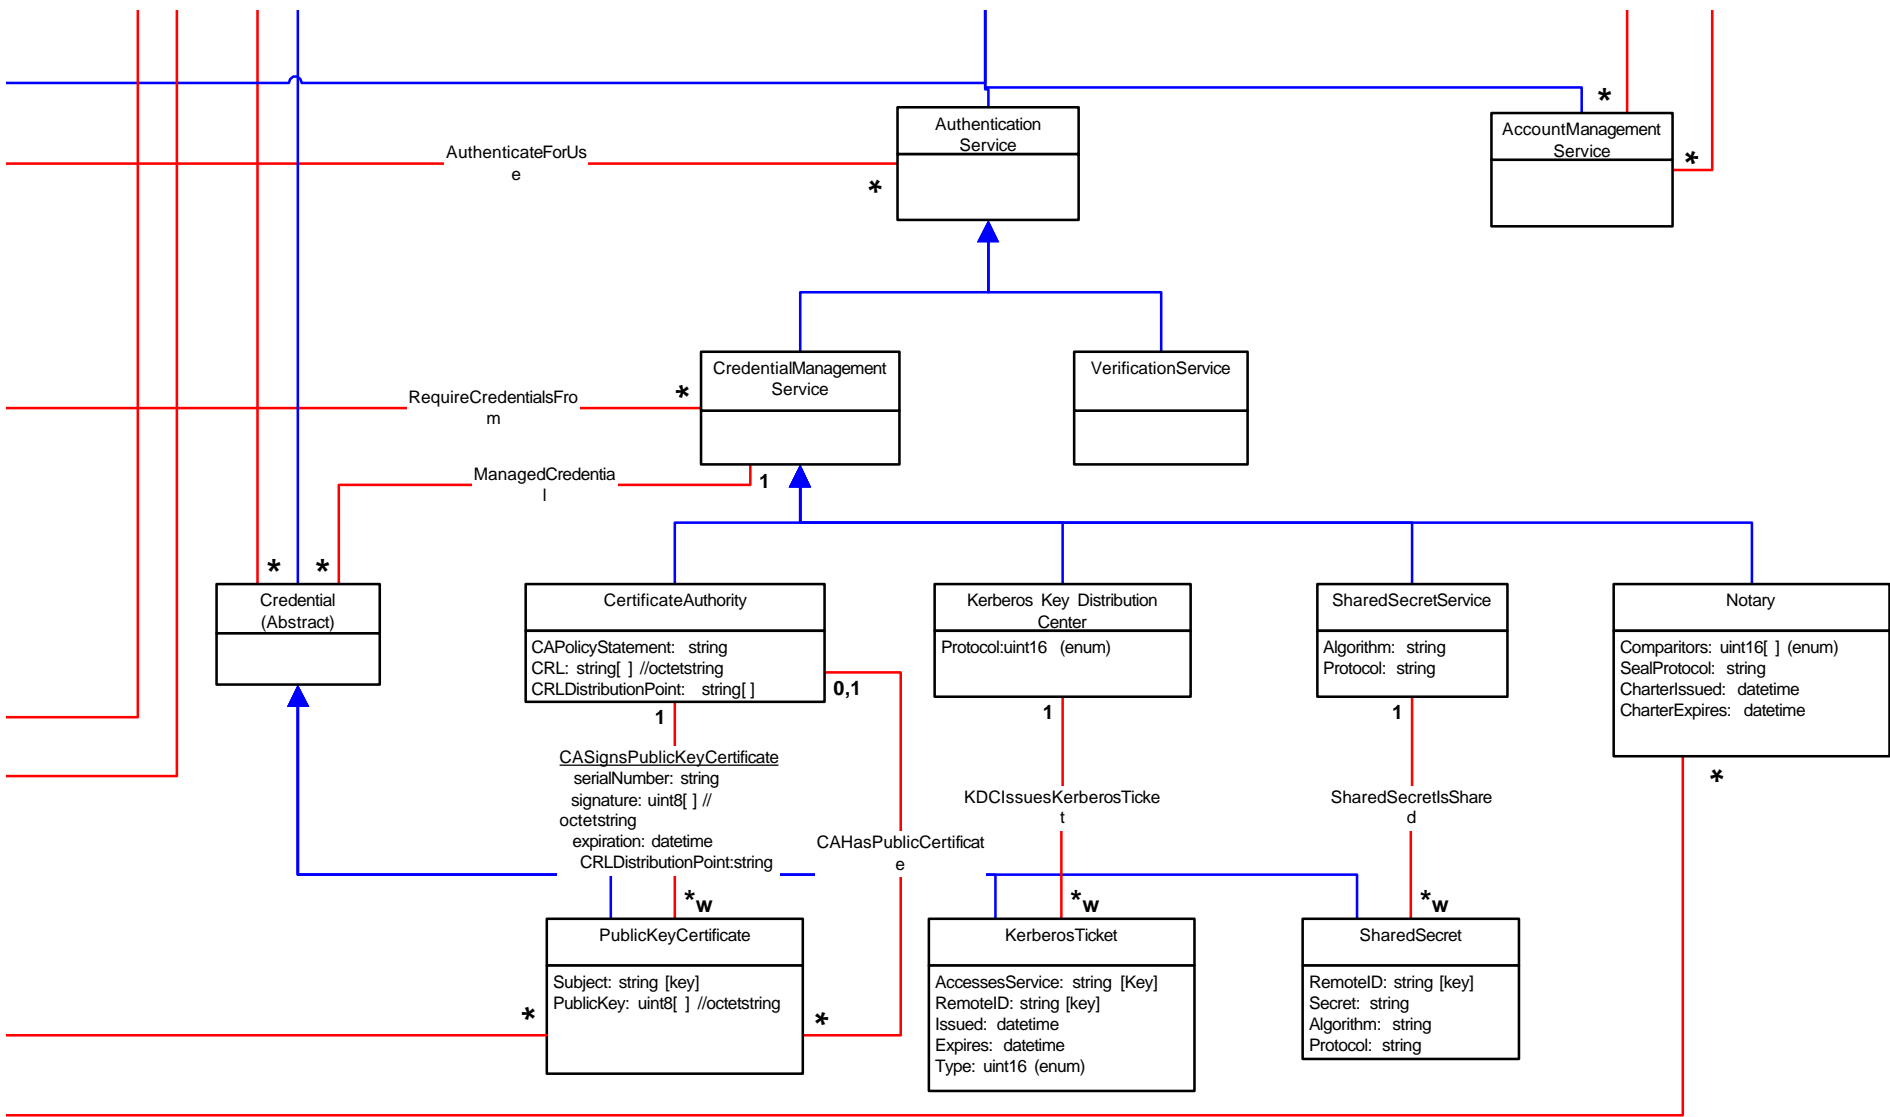 *
Authentication
Service
AccountManagement
Service
AuthenticateForUs
e
*
*
CredentialManagement
Service
VerificationService
RequireCredentialsFro
m
*
ManagedCredentia
l
1
*
*
Credential
(Abstract)
CertificateAuthority
CAPolicyStatement: string
CRL: string[ ] //octetstring
CRLDistributionPoint: string[ ]
Kerberos Key Distribution
Center
Protocol:uint16 (enum)
SharedSecretService
Algorithm: string
Protocol: string
Notary
Comparitors: uint16[ ] (enum)
SealProtocol: string
CharterIssued: datetime
CharterExpires: datetime
0,1
1
1
1
*
CASignsPublicKeyCertificate
serialNumber: string
signature: uint8[ ] //
octetstring
expiration: datetime
CRLDistributionPoint:string
CAHasPublicCertificat
e
KDCIssuesKerberosTicke
t
SharedSecretIsShare
d
*w
*w
*w
PublicKeyCertificate
Subject: string [key]
PublicKey: uint8[ ] //octetstring
*
*
KerberosTicket
AccessesService: string [Key]
RemoteID: string [key]
Issued: datetime
Expires: datetime
Type: uint16 (enum)
SharedSecret
RemoteID: string [key]
Secret: string
Algorithm: string
Protocol: string